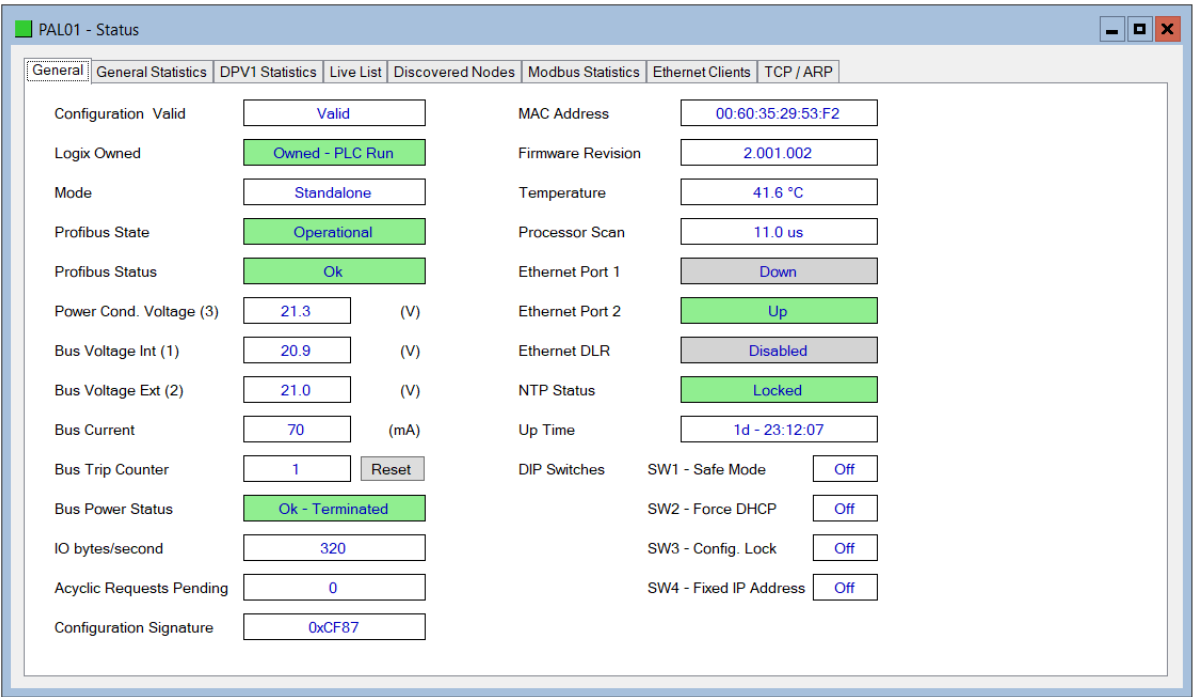 PAL01 - Status
General General Statistics DPV1 Statistics Live List Discovered Nodes Modbus Statistics Ethernet Clients TCP / ARP
Configuration Valid Valid
Logix Owned Owned - PLC Run
Mode Standalone
Profibus State Operational
Profibus Status Ok
Power Cond. Voltage (3) 21.3 (V)
Bus Voltage Int (1) 20.9 (V)
Bus Voltage Ext (2) 21.0 (V)
Bus Current 70 (mA)
Bus Trip Counter 1 Reset
Bus Power Status Ok - Terminated
IO bytes/second 320
Acyclic Requests Pending 0
Configuration Signature 0xCF87
MAC Address 00:60:35:29:53:F2
Firmware Revision 2.001.002
Temperature 41.6 °C
Processor Scan 11.0 us
Ethernet Port 1 Down
Ethernet Port 2 Up
Ethernet DLR Disabled
NTP Status Locked
Up Time 1d - 23:12:07
DIP Switches SW1 - Safe Mode Off
SW2 - Force DHCP Off
SW3 - Config. Lock Off
SW4 - Fixed IP Address Off